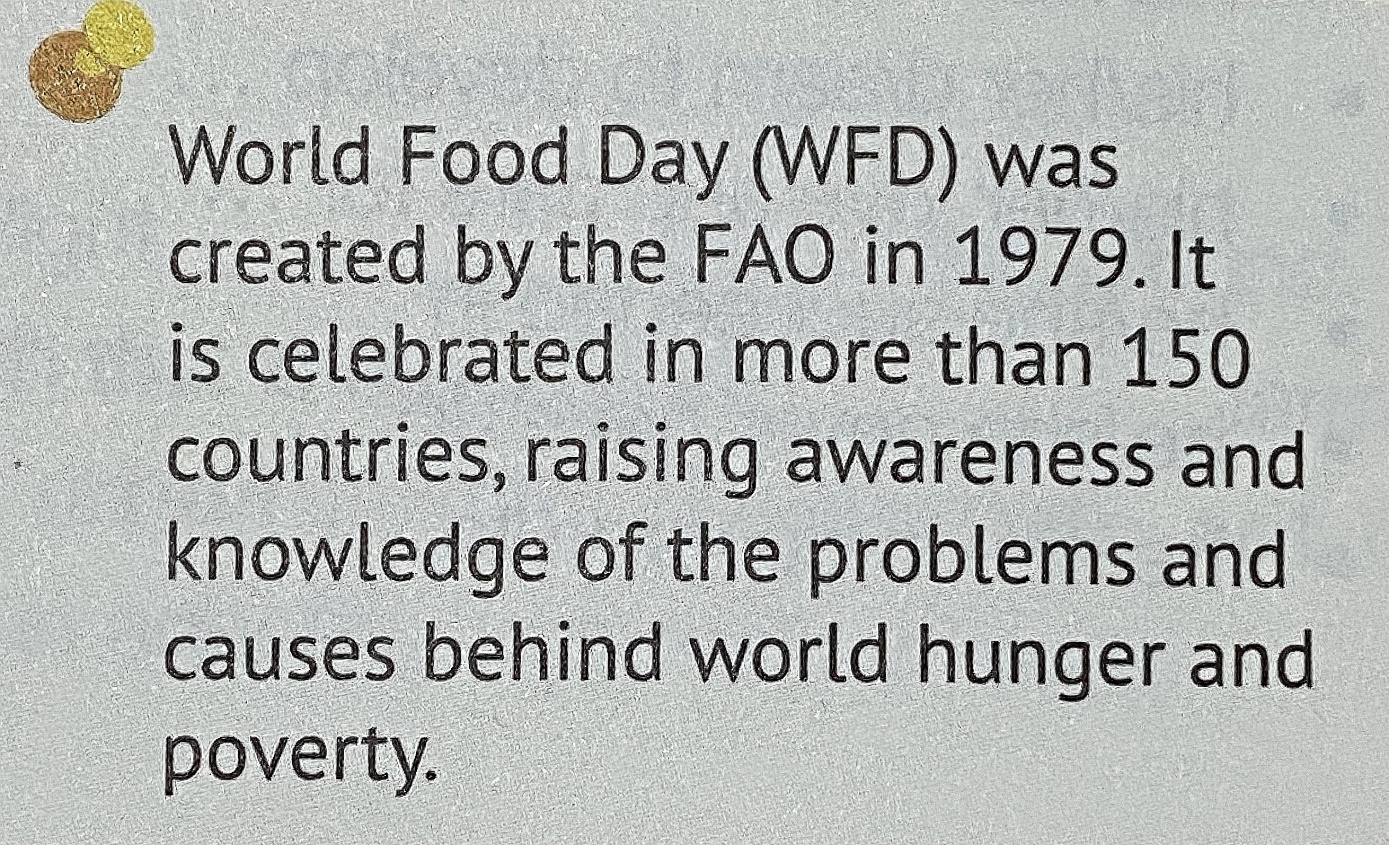 World Food Day (WFD) was
created by the FAO in 1979. It
is celebrated in more than 150
countries, raising awareness and
knowledge of the problems and
causes behind world hunger and
poverty.